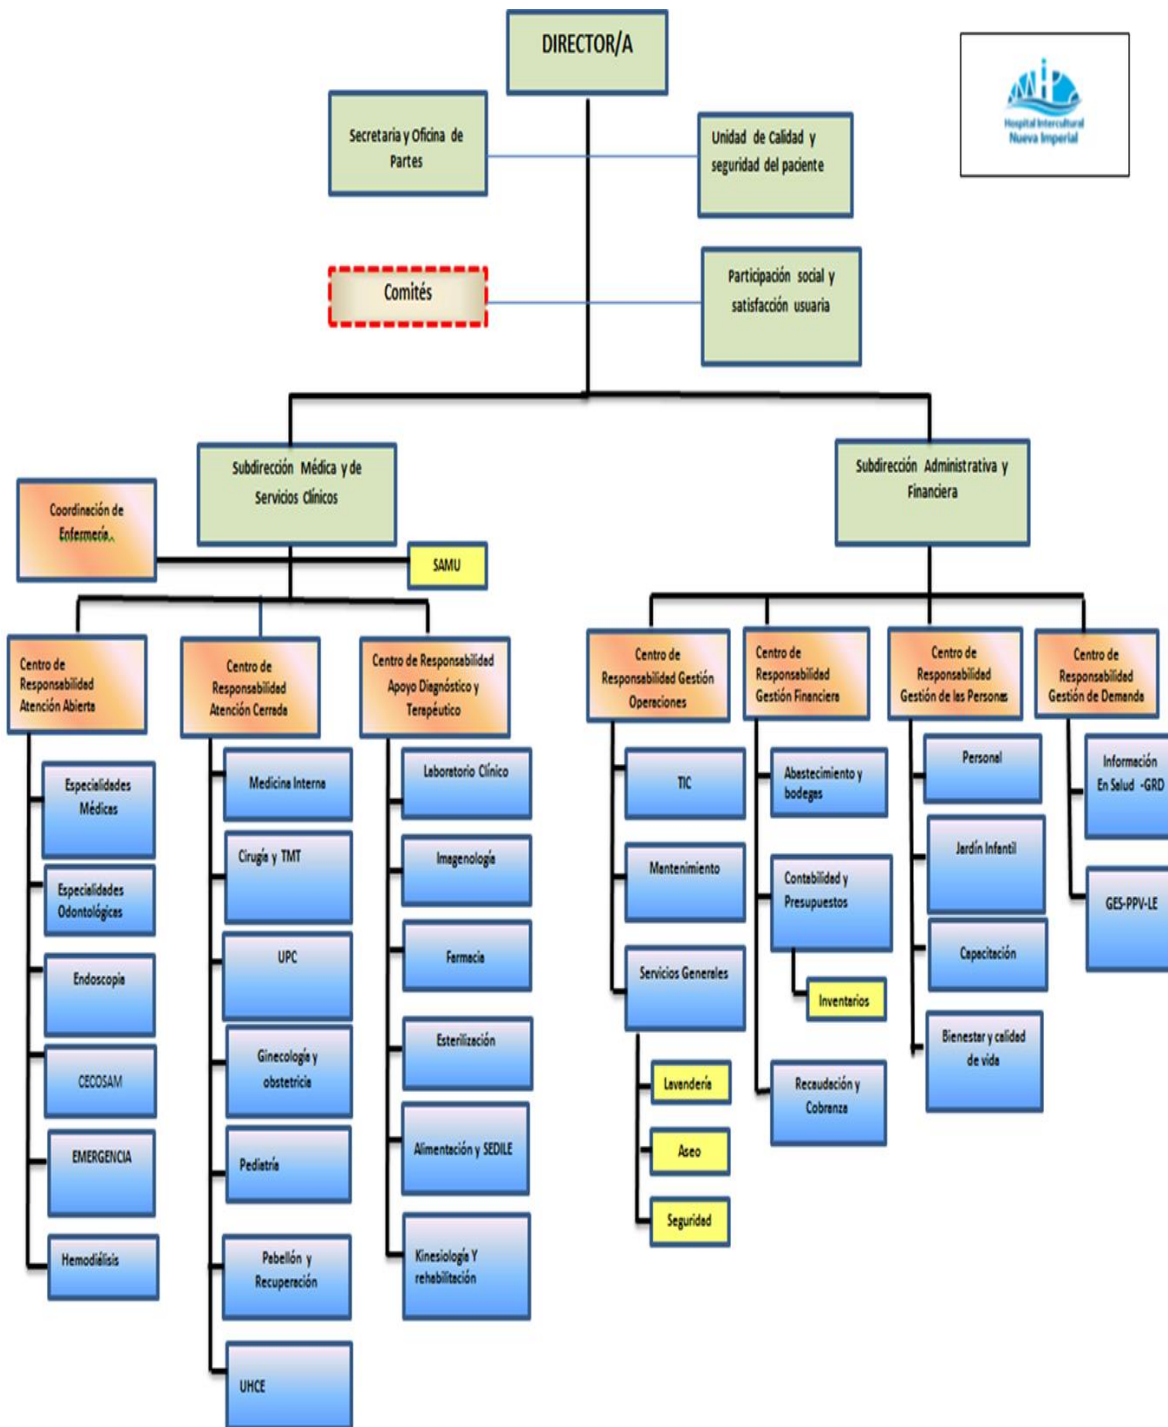 DIRECTOR/A
Hospital Intercultural
Nueva Imperial
Secretaria y Oficina de
Partes
Unidad de Calidad y
seguridad del paciente
Comités
Participación social y
satisfacción usuaria
Subdirección Médica y de
Servicios Clínicos
Subdirección Administrativa y
Financiera
Coordinación de
Enfermería.
SAMU
Centro de
Responsabilidad
Atención Abierta
Centro de
Responsabilidad
Atención Cerrada
Centro de Responsabilidad
Apoyo Diagnóstico y
Terapéutico
Centro de
Responsabilidad Gestión
Operaciones
Centro de
Responsabilidad
Gestión Financiera
Centro de
Responsabilidad
Gestión de las Personas
Centro de
Responsabilidad
Gestión de Demanda
Especialidades
Médicas
Especialidades
Odontológicas
Endoscopia
CECOSAM
EMERGENCIA
Hemodiálisis
Medicina Interna
Cirugía y TMT
UPC
Ginecología y
obstetricia
Pediatría
Pabellón y
Recuperación
UHCE
Laboratorio Clínico
Imagenología
Farmacia
Esterilización
Alimentación y SEDILE
Kinesiología Y
rehabilitación
TIC
Mantenimiento
Servicios Generales
Lavandería
Aseo
Seguridad
Abastecimiento y
bodegas
Contabilidad y
Presupuestos
Inventarios
Recaudación y
Cobranza
Personal
Jardín Infantil
Capacitación
Bienestar y calidad
de vida
Información
En Salud -GRD
GES-PPV-LE